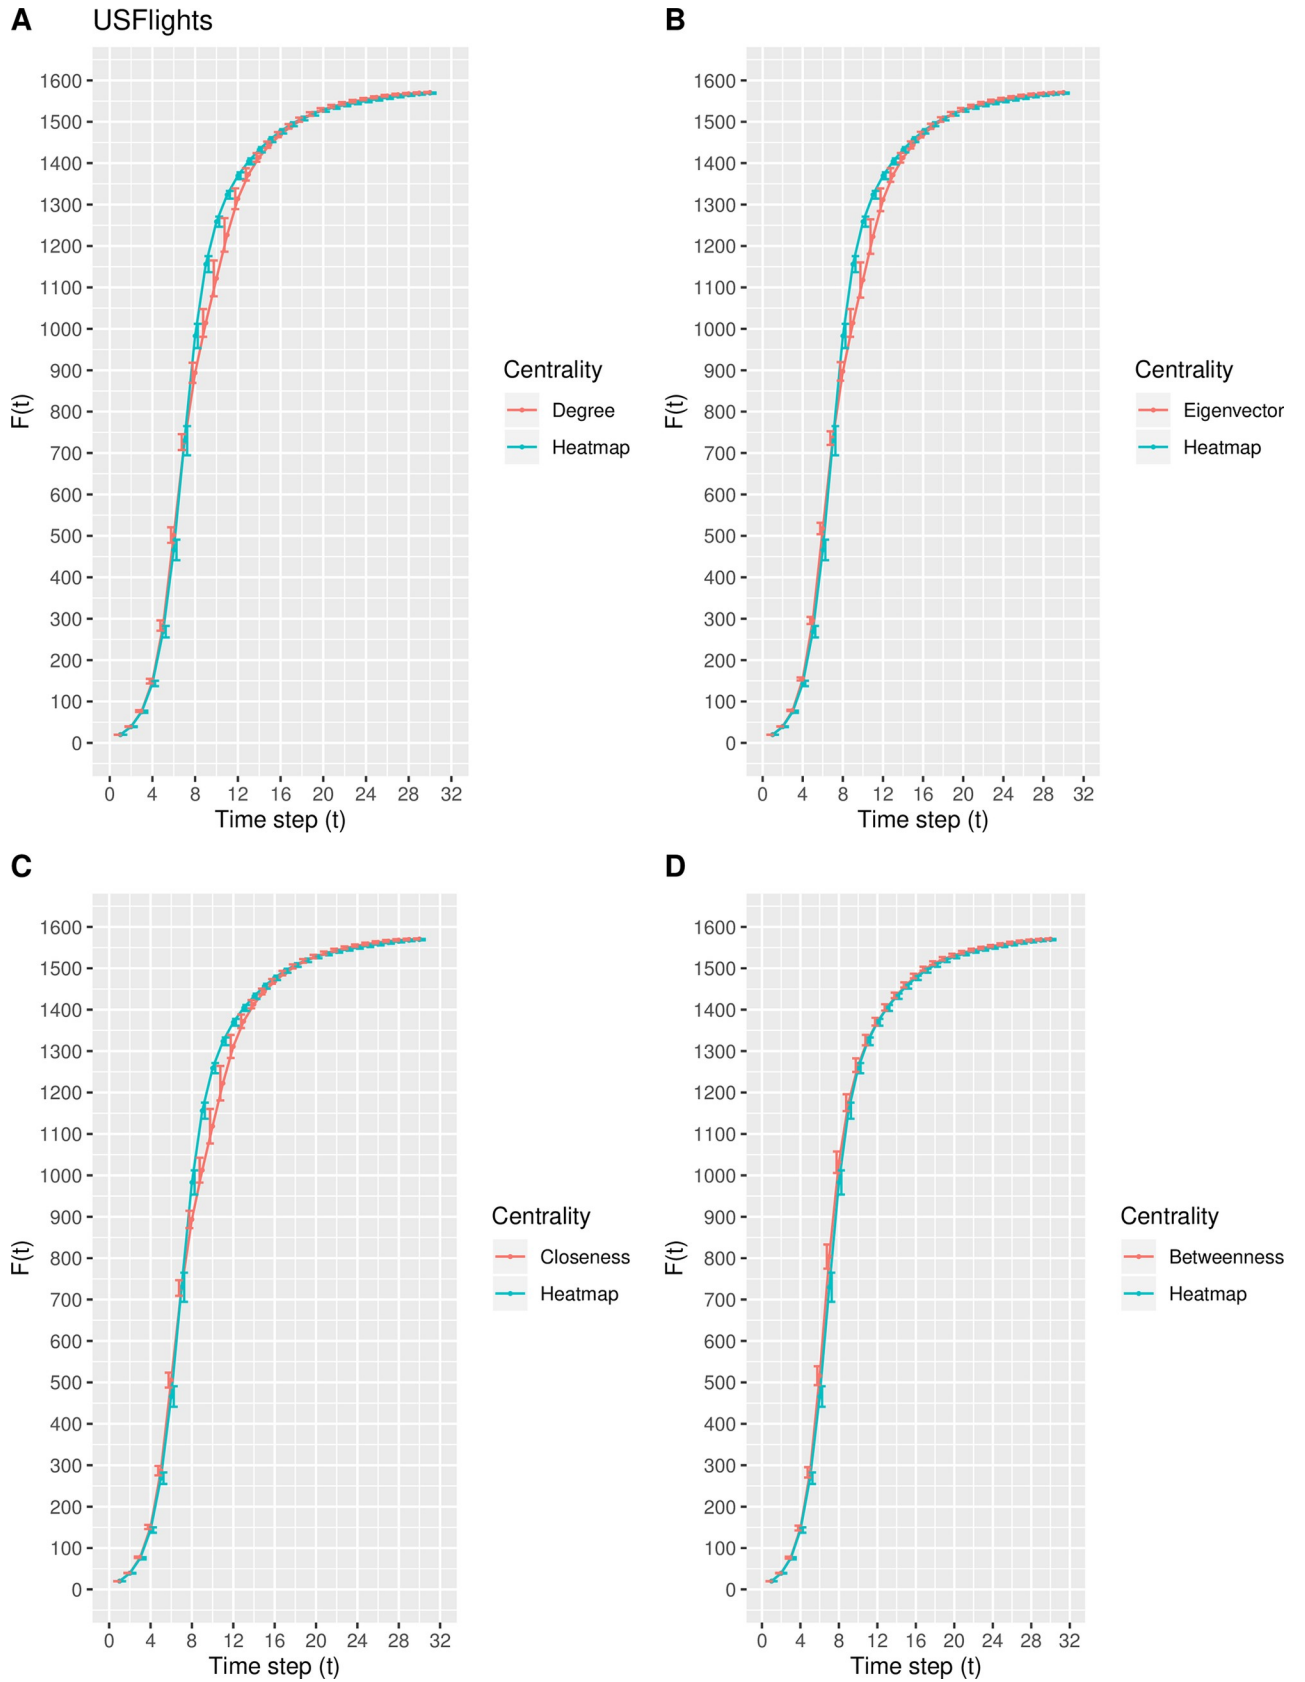 A USFlights
1600
1500
1400
1300
1200
1100
1000
900
800
700
600
500
400
300
200
100
0
F(t)
0 4 8 12 16 20 24 28 32
Time step (t)
Centrality
Degree
Heatmap
B
1600
1500
1400
1300
1200
1100
1000
900
800
700
600
500
400
300
200
100
0
F(t)
0 4 8 12 16 20 24 28 32
Time step (t)
Centrality
Eigenvector
Heatmap
C
1600
1500
1400
1300
1200
1100
1000
900
800
700
600
500
400
300
200
100
0
F(t)
0 4 8 12 16 20 24 28 32
Time step (t)
Centrality
Closeness
Heatmap
D
1600
1500
1400
1300
1200
1100
1000
900
800
700
600
500
400
300
200
100
0
F(t)
0 4 8 12 16 20 24 28 32
Time step (t)
Centrality
Betweenness
Heatmap